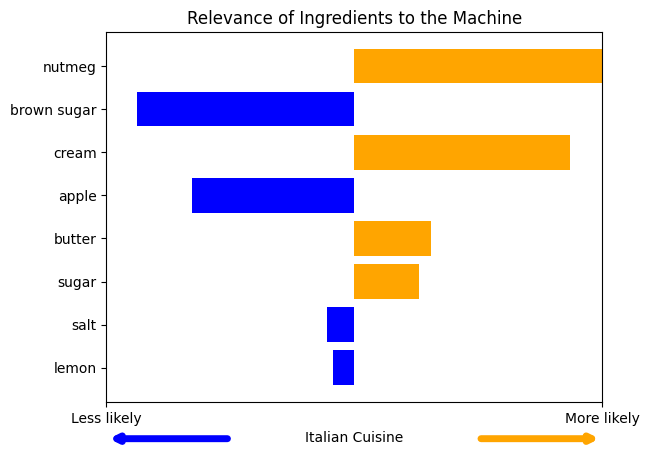 Relevance of Ingredients to the Machine
nutmeg
brown sugar
cream
apple
butter
sugar
salt
lemon
Less likely
More likely
Italian Cuisine